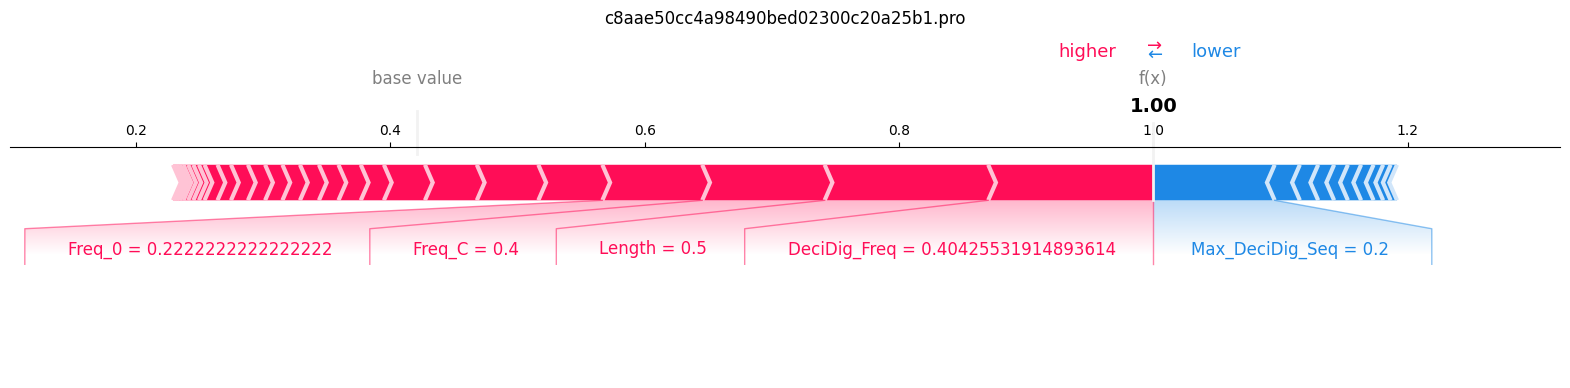 c8aae50cc4a98490bed02300c20a25b1.pro
higher → ← lower
base value f(x)
1.00
0.2 0.4 0.6 0.8 1.0 1.2
Freq_0 = 0.2222222222222222 Freq_C = 0.4 Length = 0.5 DeciDig_Freq = 0.40425531914893614 Max_DeciDig_Seq = 0.2